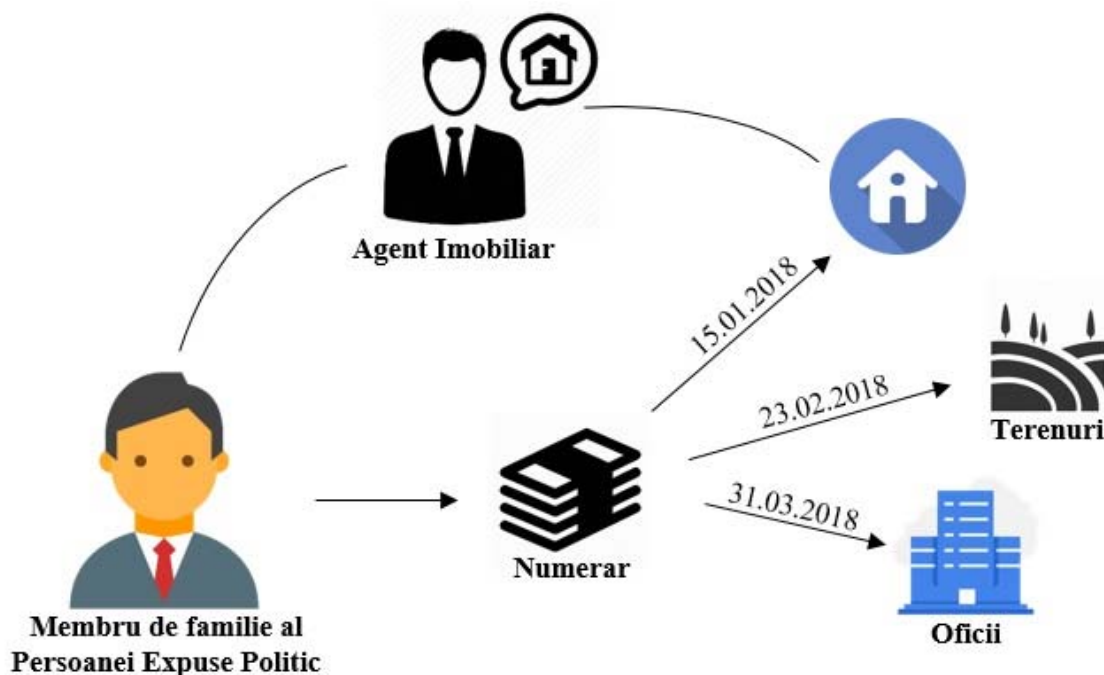 Agent Imobiliar
15.01.2018
23.02.2018
Terenuri
31.03.2018
Numerar
Oficii
Membru de familie al
Persoanei Expuse Politic